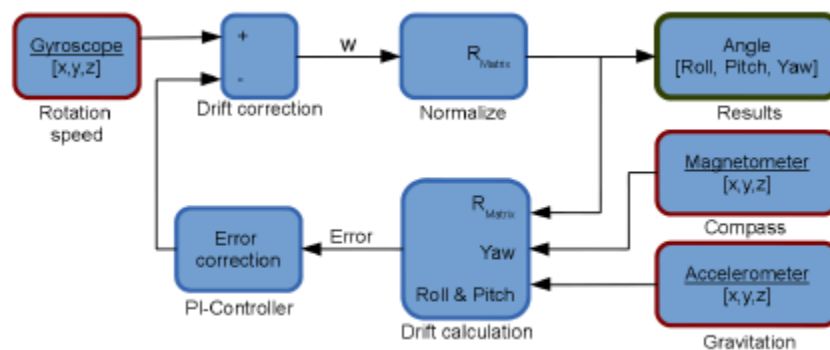 Gyroscope
[x,y,z]
Rotation
speed
+
-
Drift correction
W
R Matrix
Normalize
Angle
[Roll, Pitch, Yaw]
Results
Magnetometer
[x,y,z]
Compass
R Matrix
Yaw
Roll & Pitch
Drift calculation
Error
Error
correction
PI-Controller
Accelerometer
[x,y,z]
Gravitation